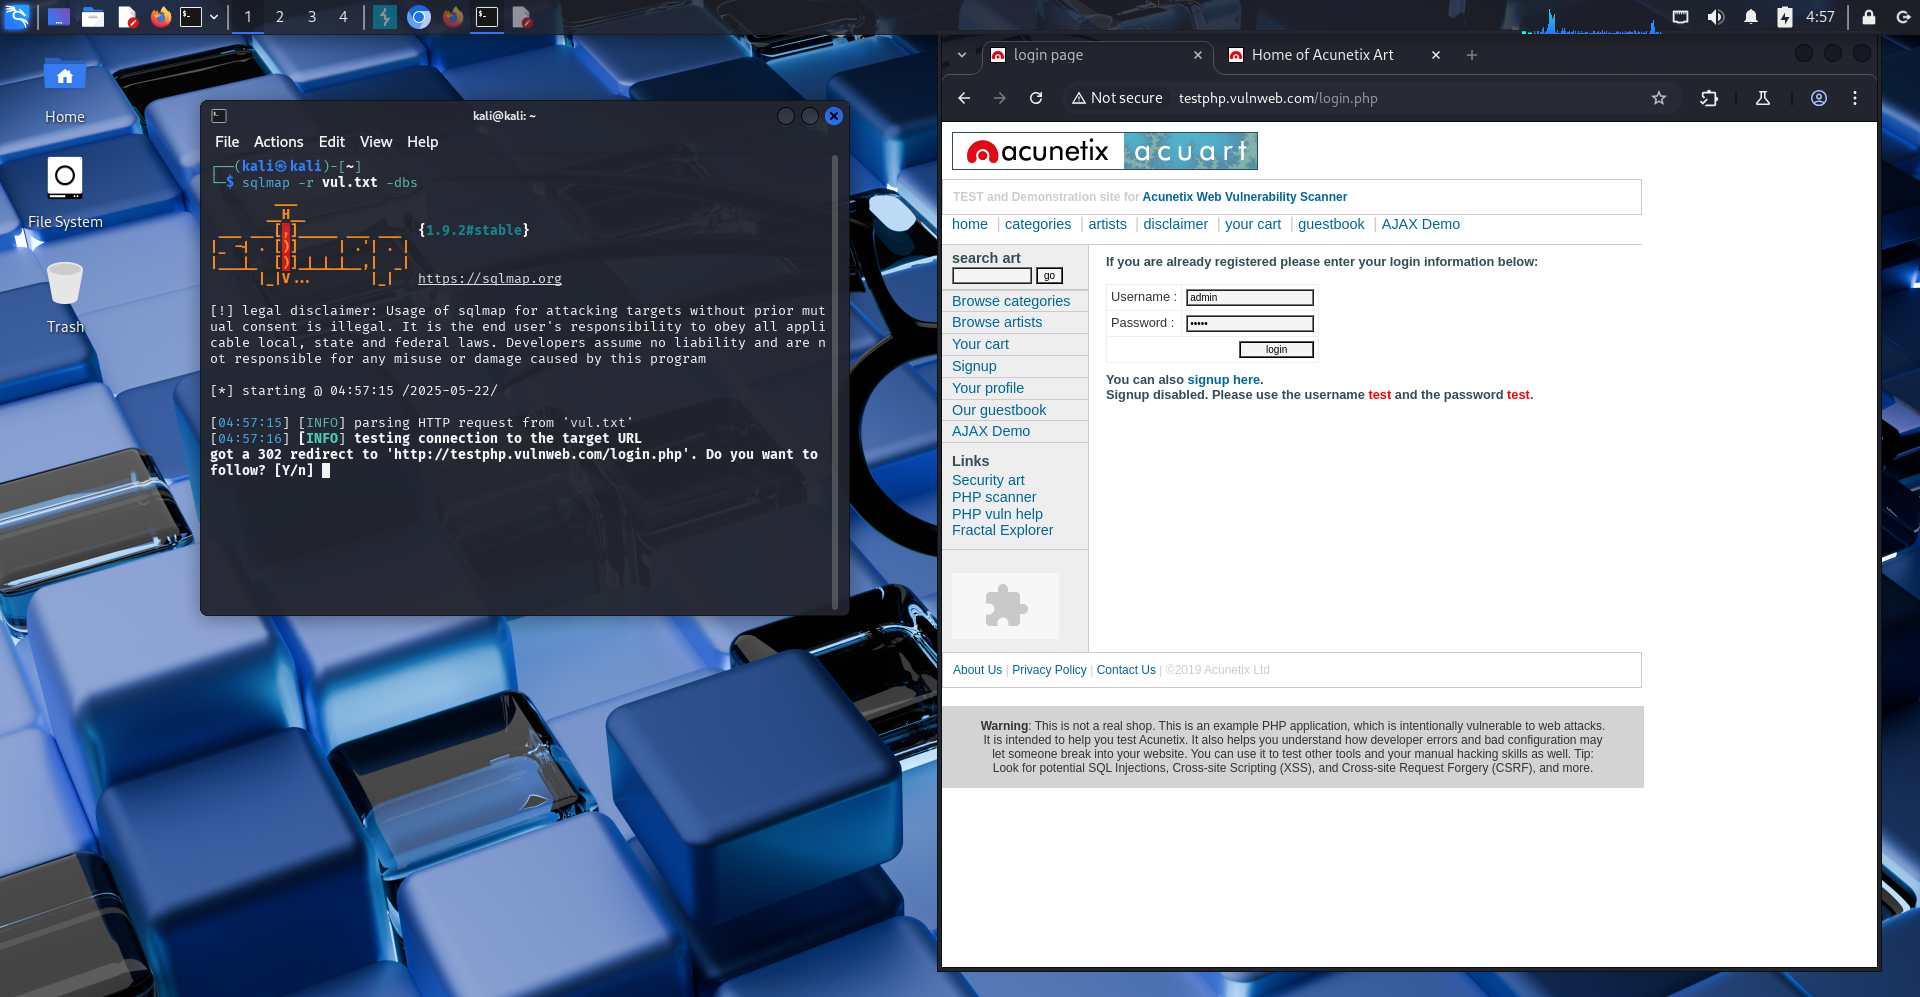 1 2 3 4
4:57
Home
File System
Trash
kali@kali: ~
File Actions Edit View Help
┌──(kali㉿kali)-[~]
└─$ sqlmap -r vul.txt -dbs
{1.9.2#stable}
https://sqlmap.org
[!] legal disclaimer: Usage of sqlmap for attacking targets without prior mut
ual consent is illegal. It is the end user's responsibility to obey all appli
cable local, state and federal laws. Developers assume no liability and are n
ot responsible for any misuse or damage caused by this program
[*] starting @ 04:57:15 /2025-05-22/
[04:57:15] [INFO] parsing HTTP request from 'vul.txt'
[04:57:16] [INFO] testing connection to the target URL
got a 302 redirect to 'http://testphp.vulnweb.com/login.php'. Do you want to
follow? [Y/n]
login page
Home of Acunetix Art
Not secure testphp.vulnweb.com/login.php
acunetix acuart
TEST and Demonstration site for Acunetix Web Vulnerability Scanner
home | categories | artists | disclaimer | your cart | guestbook | AJAX Demo
search art
go
Browse categories
Browse artists
Your cart
Signup
Your profile
Our guestbook
AJAX Demo
Links
Security art
PHP scanner
PHP vuln help
Fractal Explorer
If you are already registered please enter your login information below:
Username : admin
Password : •••••
login
You can also signup here.
Signup disabled. Please use the username test and the password test.
About Us | Privacy Policy | Contact Us | ©2019 Acunetix Ltd
Warning: This is not a real shop. This is an example PHP application, which is intentionally vulnerable to web attacks.
It is intended to help you test Acunetix. It also helps you understand how developer errors and bad configuration may
let someone break into your website. You can use it to test other tools and your manual hacking skills as well. Tip:
Look for potential SQL Injections, Cross-site Scripting (XSS), and Cross-site Request Forgery (CSRF), and more.